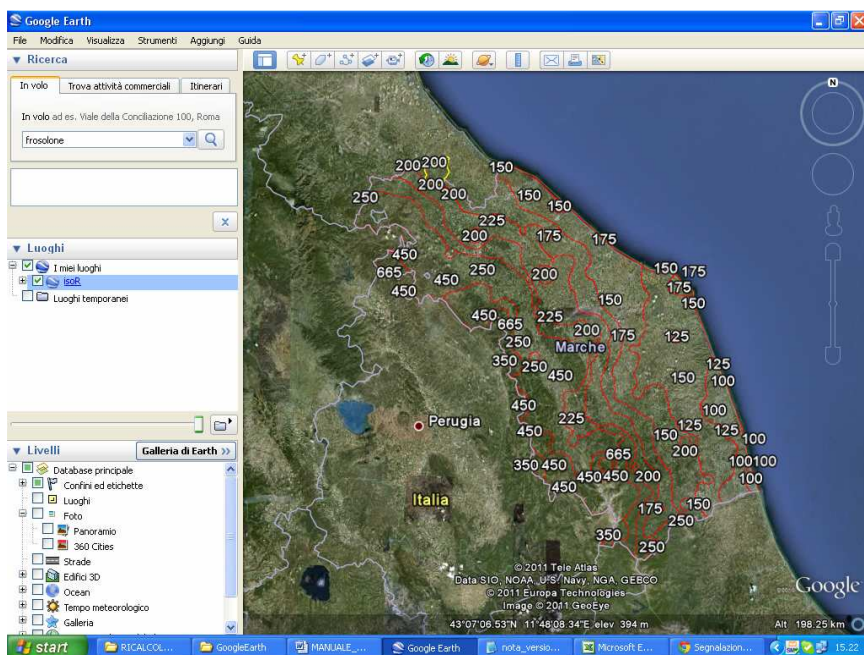 Google Earth
File Modifica Visualizza Strumenti Aggiungi Guida
Ricerca
In volo Trova attività commerciali Itinerari
In volo ad es. Viale della Conciliazione 100, Roma
frosolone
Luoghi
I miei luoghi
isoR
Luoghi temporanei
Livelli Galleria di Earth >>
Database principale
Confini ed etichette
Luoghi
Foto
Panoramio
360 Cities
Strade
Edifici 3D
Ocean
Tempo meteorologico
Galleria
N
200 200 150
250 200 200 150
150
225
200 175 175
450
665 450 250 200 150 175
450 175
150 150
450 665 225 200 175 125
250 Marche
350 250 450 150 125
100
450 225 100
Perugia 450 150 125 125
200 100
350 450 665 100 100
450 450 200 100
450
Italia 175 150
350 250
250
© 2011 Tele Atlas
Data SIO, NOAA, U.S. Navy, NGA, GEBCO
© 2011 Europa Technologies
Image © 2011 GeoEye
Google
43°07'06.53"N 11°48'08.34"E elev 394 m Alt 198.25 km
start RICALCOL... GoogleEarth MANUALE_... Google Earth nota_versio... Microsoft E... Segnalazion... 15.22